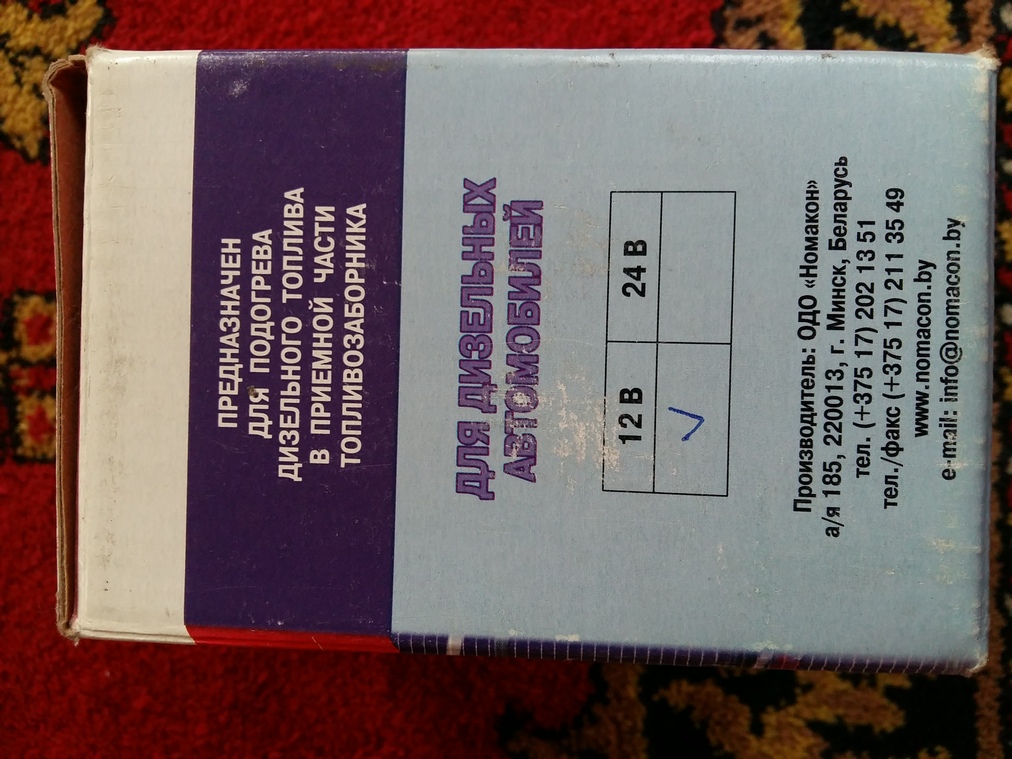 ПРЕДНАЗНАЧЕН
ДЛЯ ПОДОГРЕВА
ДИЗЕЛЬНОГО ТОПЛИВА
В ПРИЕМНОЙ ЧАСТИ
ТОПЛИВОЗАБОРНИКА
ДЛЯ ДИЗЕЛЬНЫХ
АВТОМОБИЛЕЙ
12 В 24 В
Производитель: ОДО «Номакон»
а/я 185, 220013, г. Минск, Беларусь
тел. (+375 17) 202 13 51
тел./факс (+375 17) 211 35 49
www.nomacon.by
e-mail: info@nomacon.by